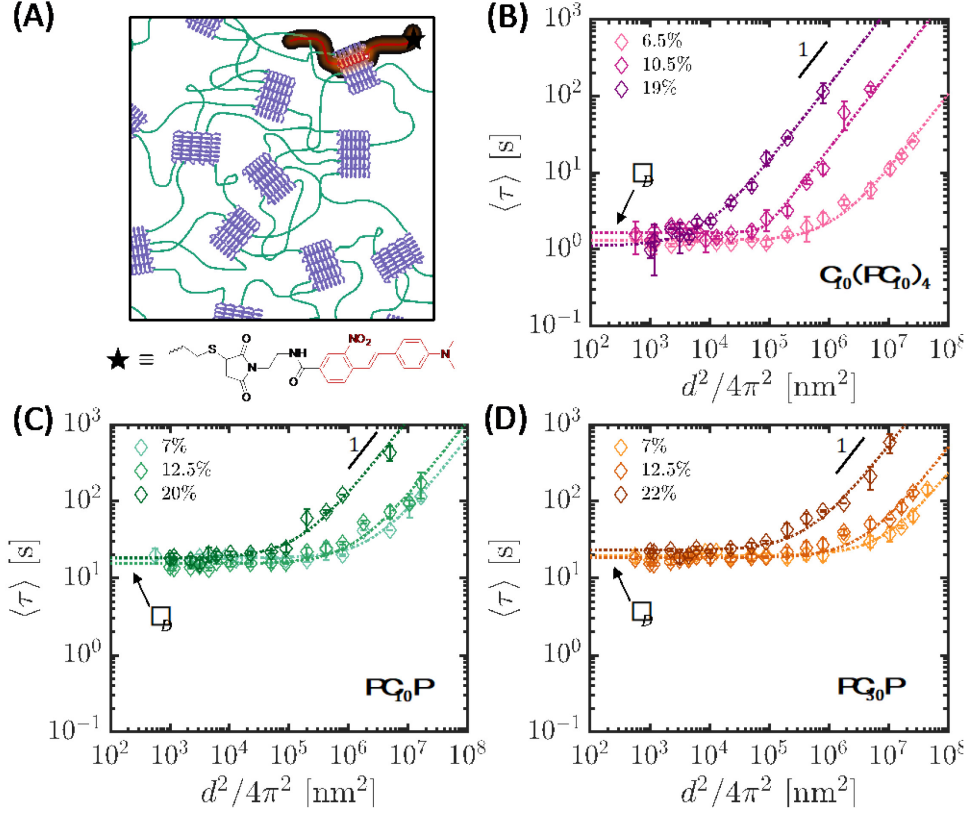 (A)
(B)
⟨τ⟩ [s]
10³
10²
10¹
10⁰
10⁻¹
6.5%
10.5%
19%
1
□D
C10(PC10)4
10² 10³ 10⁴ 10⁵ 10⁶ 10⁷ 10⁸
d²/4π² [nm²]
★ ≡
S
O
N
O
NH
O
NO₂
N
(C)
⟨τ⟩ [s]
10³
10²
10¹
10⁰
10⁻¹
7%
12.5%
20%
1
□D
PC10P
10² 10³ 10⁴ 10⁵ 10⁶ 10⁷ 10⁸
d²/4π² [nm²]
(D)
⟨τ⟩ [s]
10³
10²
10¹
10⁰
10⁻¹
7%
12.5%
22%
1
□D
PC30P
10² 10³ 10⁴ 10⁵ 10⁶ 10⁷ 10⁸
d²/4π² [nm²]